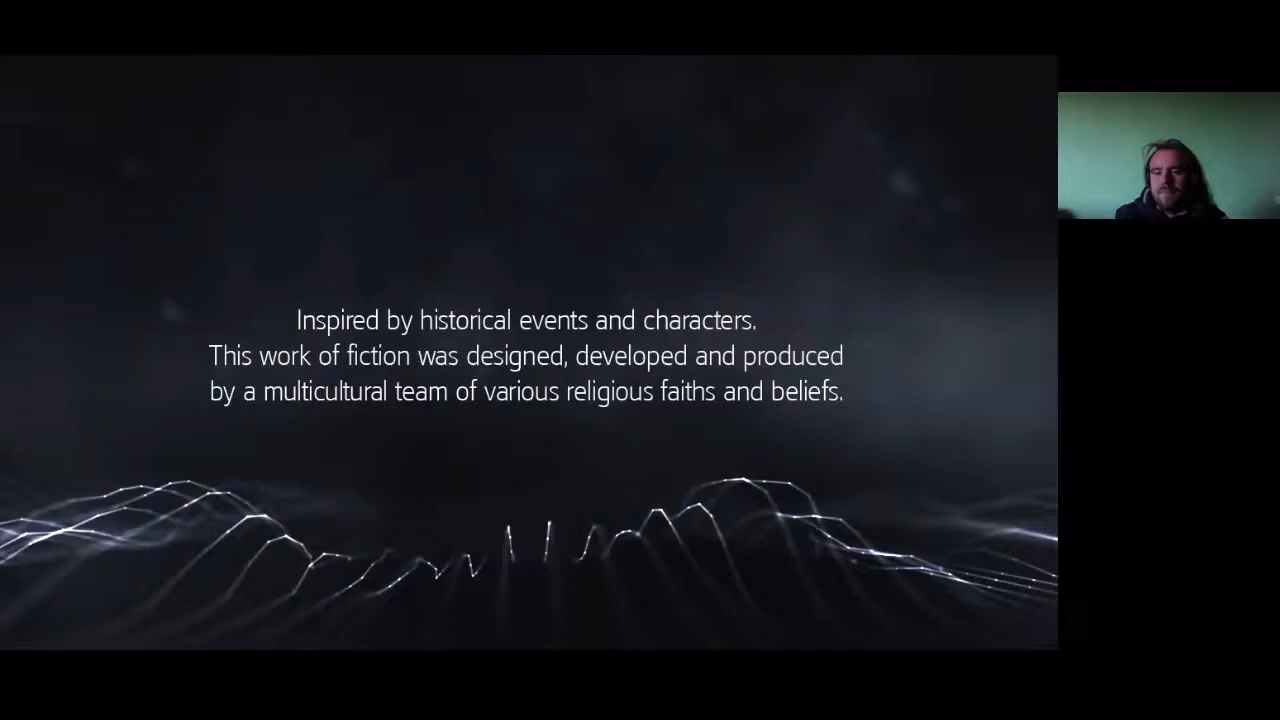 Inspired by historical events and characters.
This work of fiction was designed, developed and produced
by a multicultural team of various religious faiths and beliefs.